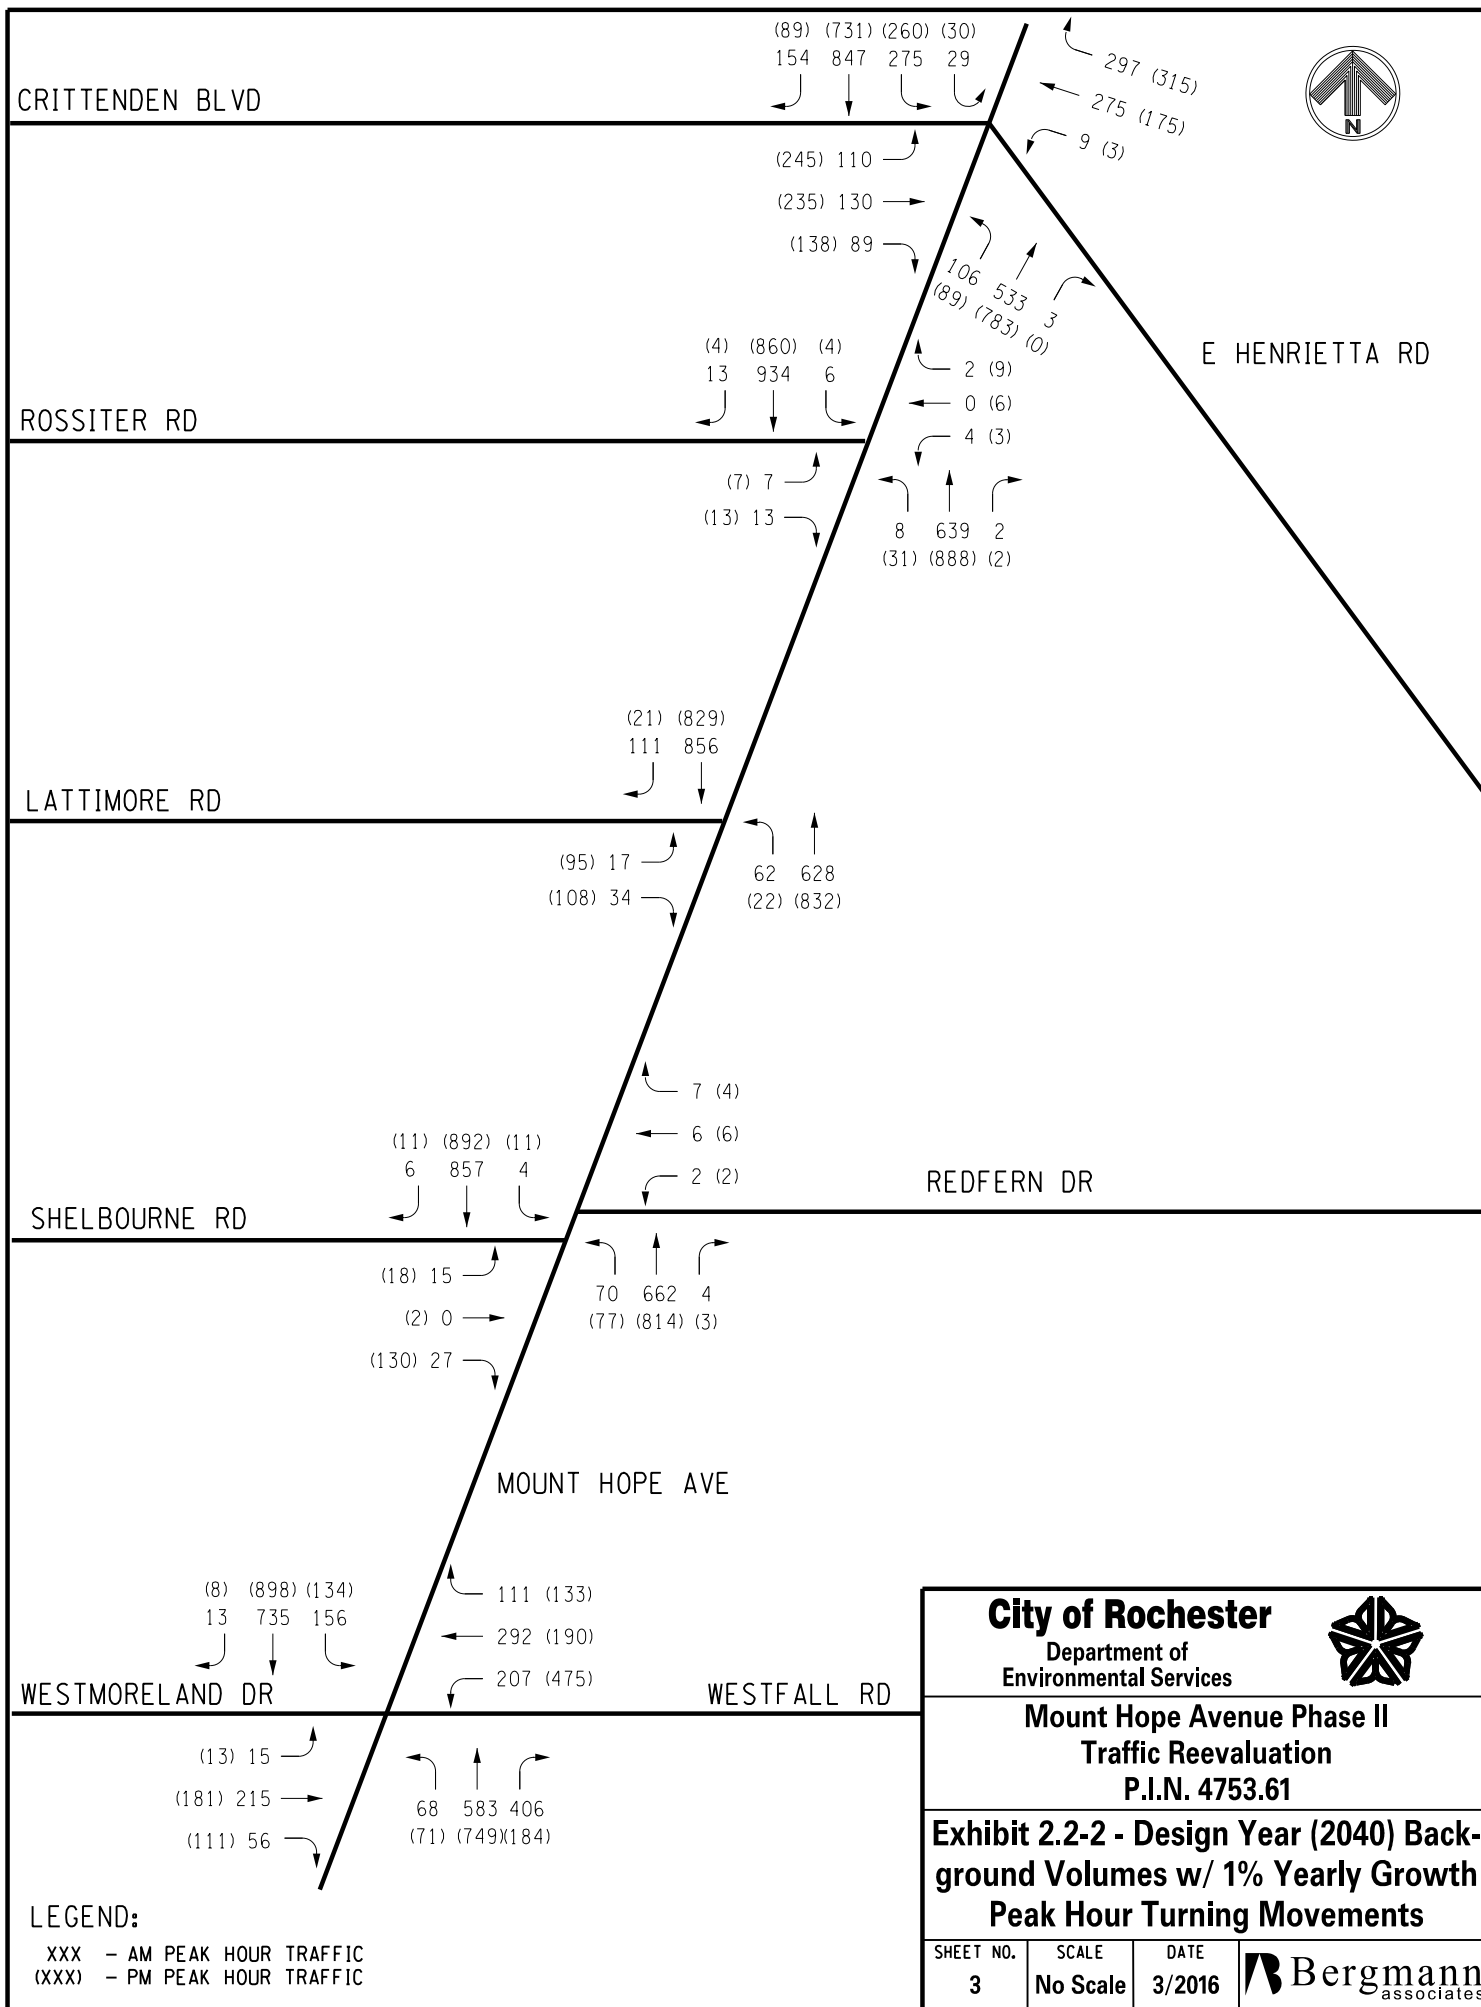 (89) (731) (260) (30)
154 847 275 29
297 (315)
275 (175)
9 (3)
N
CRITTENDEN BLVD
(245) 110
(235) 130
(138) 89
106 533 3
(89) (783) (0)
E HENRIETTA RD
(4) (860) (4)
13 934 6
2 (9)
0 (6)
4 (3)
ROSSITER RD
(7) 7
(13) 13
8 639 2
(31) (888) (2)
(21) (829)
111 856
LATTIMORE RD
(95) 17
(108) 34
62 628
(22) (832)
7 (4)
6 (6)
2 (2)
(11) (892) (11)
6 857 4
REDFERN DR
SHELBOURNE RD
(18) 15
(2) 0
(130) 27
70 662 4
(77) (814) (3)
MOUNT HOPE AVE
(8) (898) (134)
13 735 156
111 (133)
292 (190)
207 (475)
WESTMORELAND DR
WESTFALL RD
(13) 15
(181) 215
(111) 56
68 583 406
(71) (749)(184)
LEGEND:
XXX - AM PEAK HOUR TRAFFIC
(XXX) - PM PEAK HOUR TRAFFIC
City of Rochester
Department of
Environmental Services
Mount Hope Avenue Phase II
Traffic Reevaluation
P.I.N. 4753.61
Exhibit 2.2-2 - Design Year (2040) Back-
ground Volumes w/ 1% Yearly Growth
Peak Hour Turning Movements
SHEET NO. SCALE DATE
3 No Scale 3/2016
Bergmann
associates